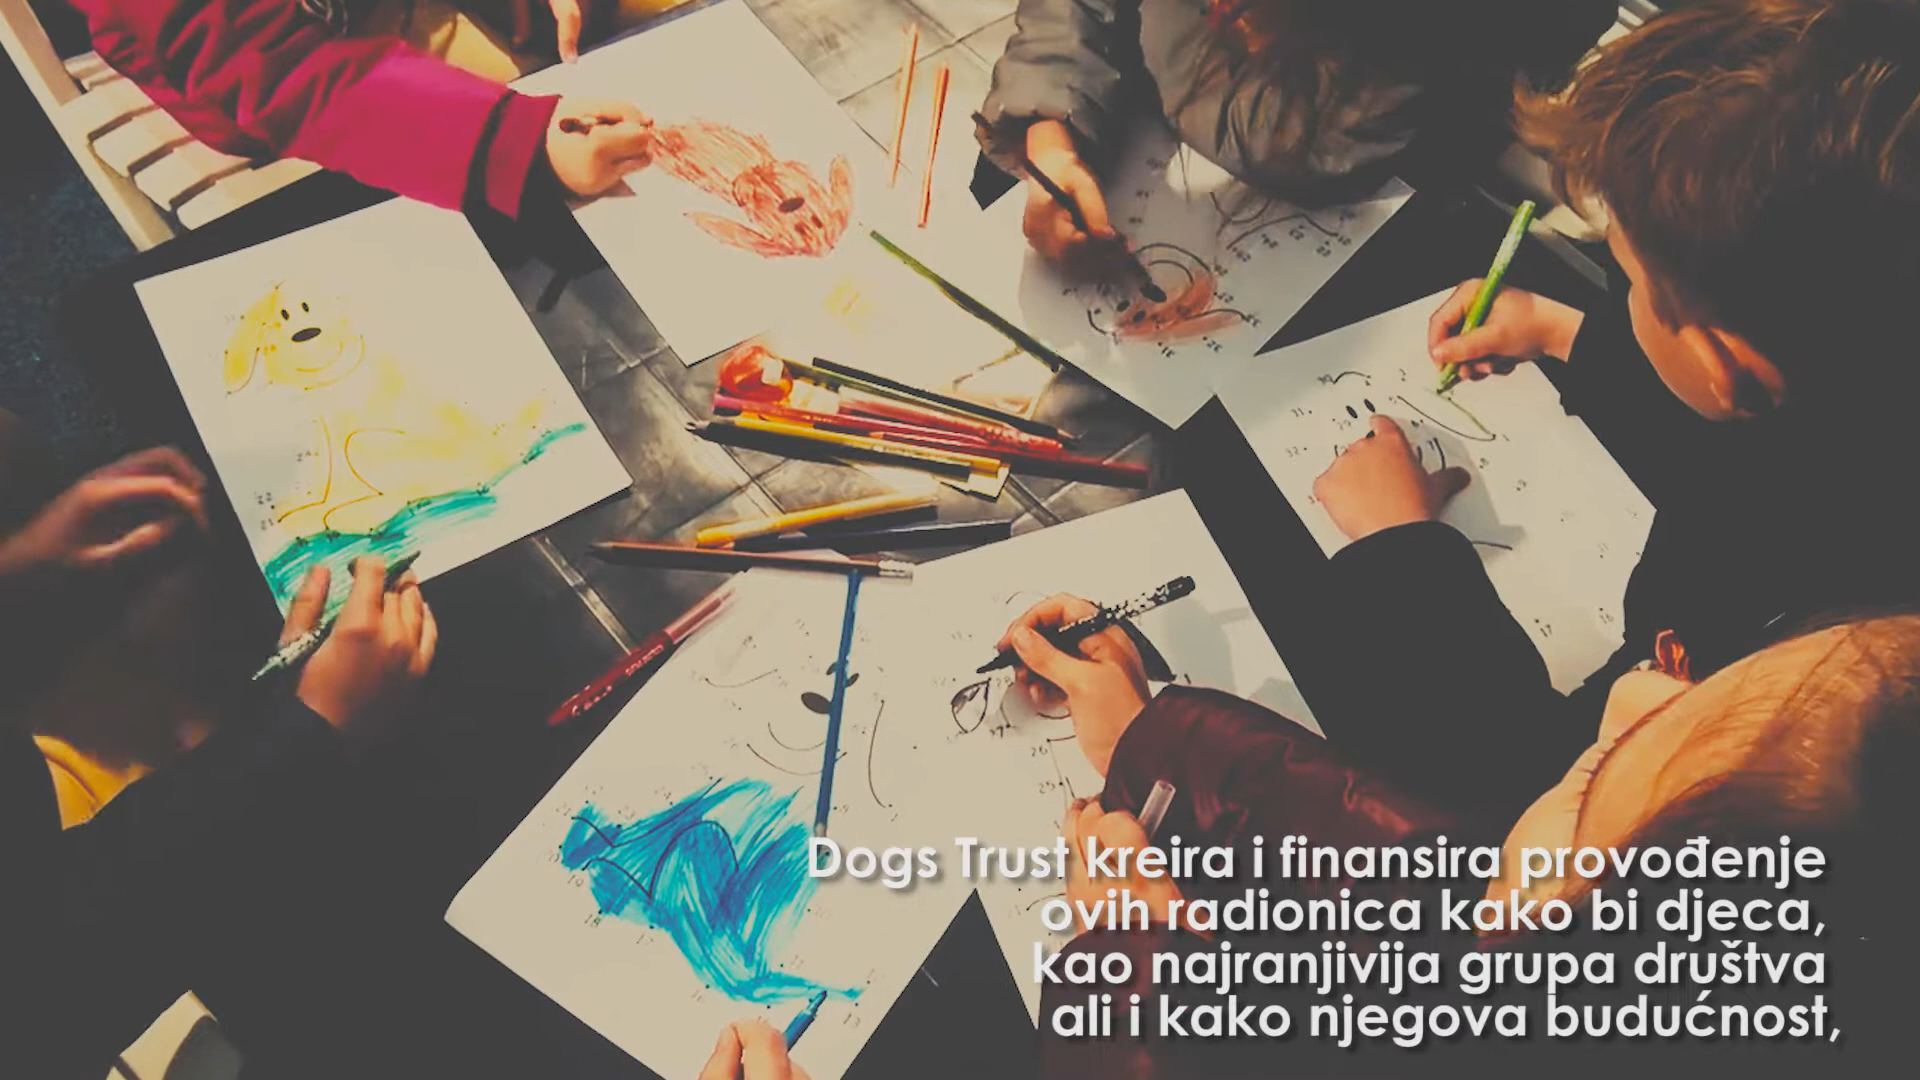 Dogs Trust kreira i finansira provođenje
ovih radionica kako bi djeca,
kao najranjivija grupa društva
ali i kako njegova budućnost,